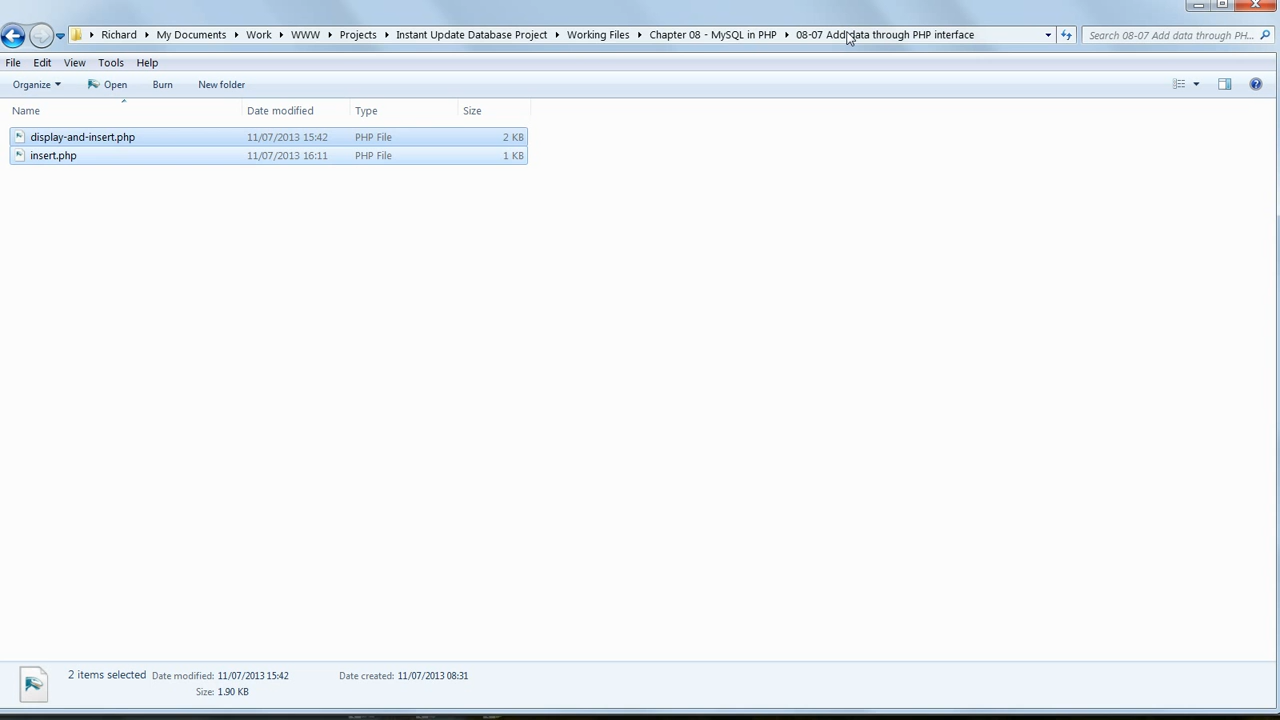 Richard My Documents Work WWW Projects Instant Update Database Project Working Files Chapter 08 - MySQL in PHP 08-07 Add data through PHP interface Search 08-07 Add data through PH...
File Edit View Tools Help
Organize Open Burn New folder
Name Date modified Type Size
display-and-insert.php 11/07/2013 15:42 PHP File 2 KB
insert.php 11/07/2013 16:11 PHP File 1 KB
2 items selected Date modified: 11/07/2013 15:42 Date created: 11/07/2013 08:31
Size: 1.90 KB